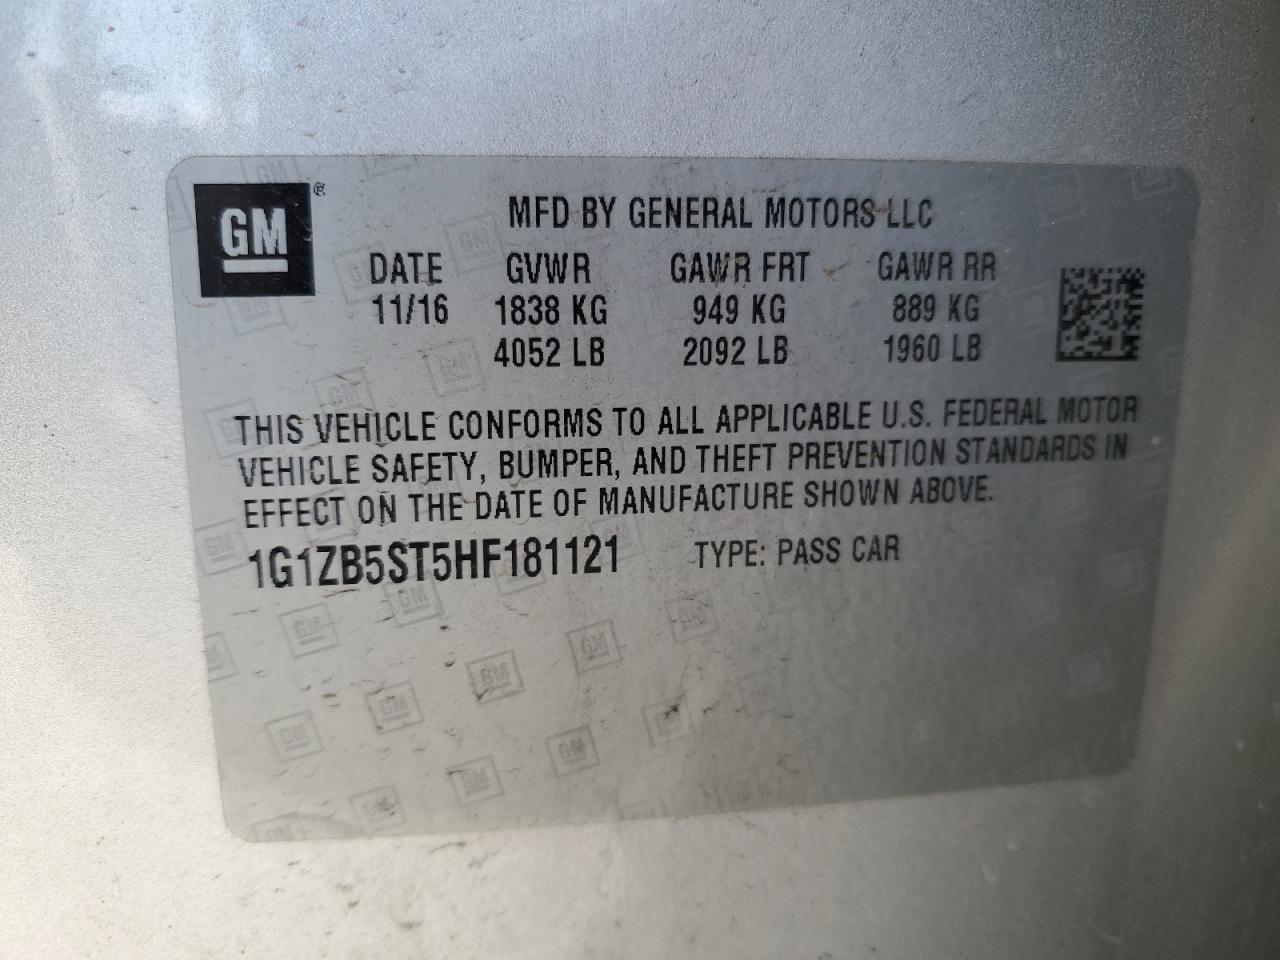 GM ®
MFD BY GENERAL MOTORS LLC
DATE GVWR GAWR FRT GAWR RR
11/16 1838 KG 949 KG 889 KG
4052 LB 2092 LB 1960 LB
THIS VEHICLE CONFORMS TO ALL APPLICABLE U.S. FEDERAL MOTOR
VEHICLE SAFETY, BUMPER, AND THEFT PREVENTION STANDARDS IN
EFFECT ON THE DATE OF MANUFACTURE SHOWN ABOVE.
1G1ZB5ST5HF181121 TYPE: PASS CAR